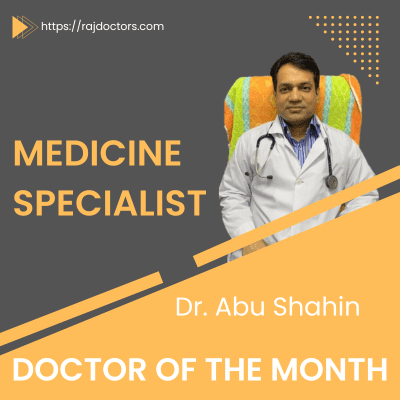 https://rajdoctors.com
MEDICINE
SPECIALIST
Dr. Abu Shahin
DOCTOR OF THE MONTH